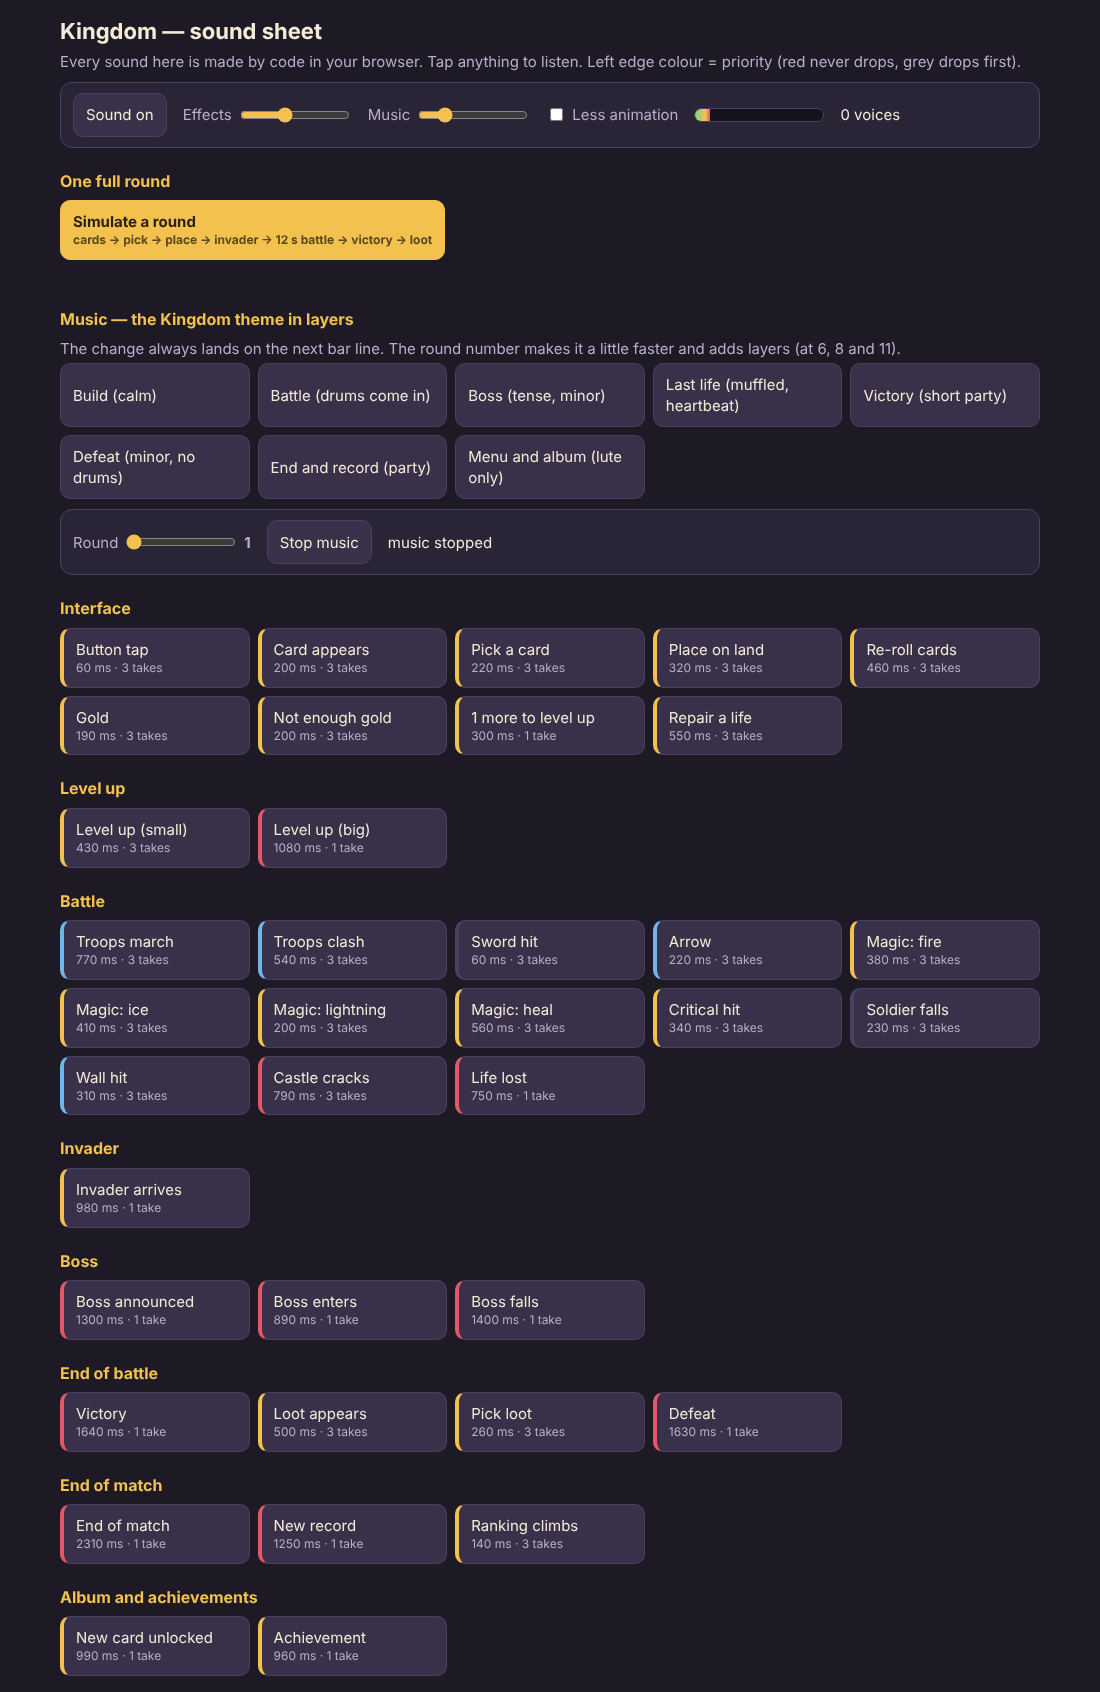 Kingdom — sound sheet
Every sound here is made by code in your browser. Tap anything to listen. Left edge colour = priority (red never drops, grey drops first).
Sound on
Effects
Music
Less animation
0 voices
One full round
Simulate a round
cards → pick → place → invader → 12 s battle → victory → loot
Music — the Kingdom theme in layers
The change always lands on the next bar line. The round number makes it a little faster and adds layers (at 6, 8 and 11).
Build (calm)
Battle (drums come in)
Boss (tense, minor)
Last life (muffled,
heartbeat)
Victory (short party)
Defeat (minor, no
drums)
End and record (party)
Menu and album (lute
only)
Round
1
Stop music
music stopped
Interface
Button tap
60 ms · 3 takes
Card appears
200 ms · 3 takes
Pick a card
220 ms · 3 takes
Place on land
320 ms · 3 takes
Re-roll cards
460 ms · 3 takes
Gold
190 ms · 3 takes
Not enough gold
200 ms · 3 takes
1 more to level up
300 ms · 1 take
Repair a life
550 ms · 3 takes
Level up
Level up (small)
430 ms · 3 takes
Level up (big)
1080 ms · 1 take
Battle
Troops march
770 ms · 3 takes
Troops clash
540 ms · 3 takes
Sword hit
60 ms · 3 takes
Arrow
220 ms · 3 takes
Magic: fire
380 ms · 3 takes
Magic: ice
410 ms · 3 takes
Magic: lightning
200 ms · 3 takes
Magic: heal
560 ms · 3 takes
Critical hit
340 ms · 3 takes
Soldier falls
230 ms · 3 takes
Wall hit
310 ms · 3 takes
Castle cracks
790 ms · 3 takes
Life lost
750 ms · 1 take
Invader
Invader arrives
980 ms · 1 take
Boss
Boss announced
1300 ms · 1 take
Boss enters
890 ms · 1 take
Boss falls
1400 ms · 1 take
End of battle
Victory
1640 ms · 1 take
Loot appears
500 ms · 3 takes
Pick loot
260 ms · 3 takes
Defeat
1630 ms · 1 take
End of match
End of match
2310 ms · 1 take
New record
1250 ms · 1 take
Ranking climbs
140 ms · 3 takes
Album and achievements
New card unlocked
990 ms · 1 take
Achievement
960 ms · 1 take